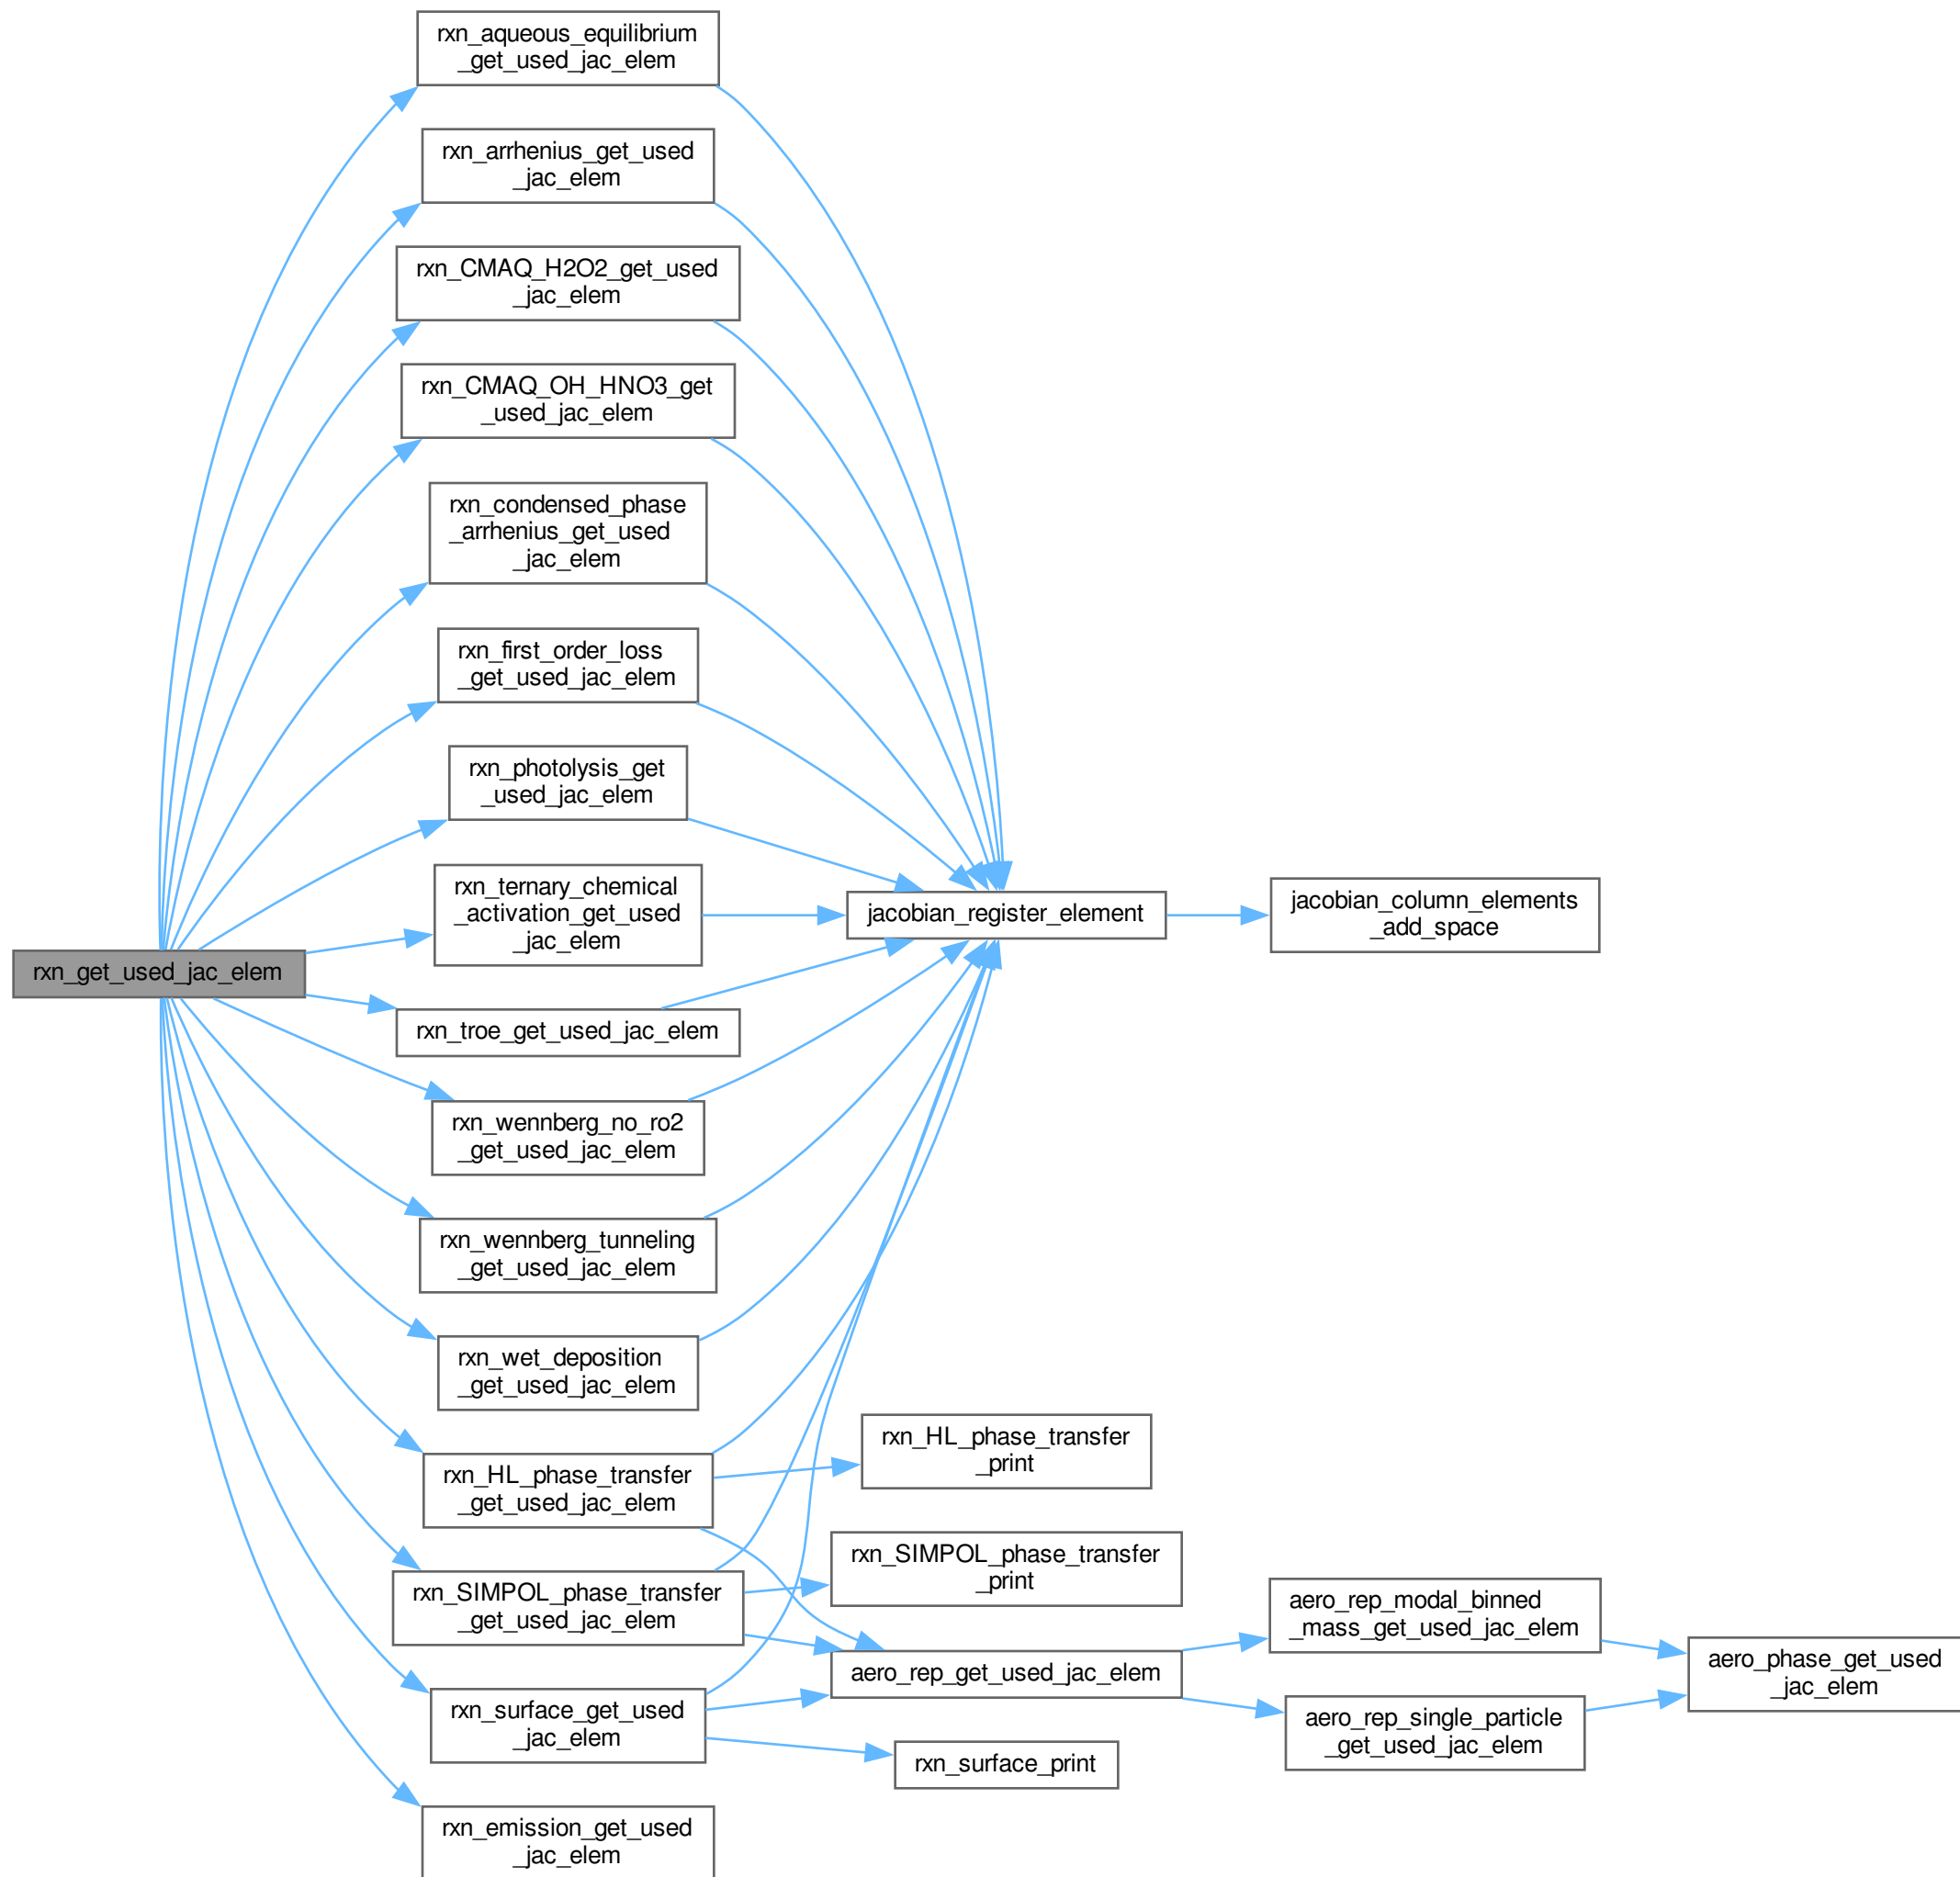 rxn_aqueous_equilibrium
_get_used_jac_elem
rxn_arrhenius_get_used
_jac_elem
rxn_CMAQ_H2O2_get_used
_jac_elem
rxn_CMAQ_OH_HNO3_get
_used_jac_elem
rxn_condensed_phase
_arrhenius_get_used
_jac_elem
rxn_first_order_loss
_get_used_jac_elem
rxn_photolysis_get
_used_jac_elem
rxn_ternary_chemical
_activation_get_used
_jac_elem
jacobian_register_element
jacobian_column_elements
_add_space
rxn_get_used_jac_elem
rxn_troe_get_used_jac_elem
rxn_wennberg_no_ro2
_get_used_jac_elem
rxn_wennberg_tunneling
_get_used_jac_elem
rxn_wet_deposition
_get_used_jac_elem
rxn_HL_phase_transfer
_print
rxn_HL_phase_transfer
_get_used_jac_elem
rxn_SIMPOL_phase_transfer
_print
rxn_SIMPOL_phase_transfer
_get_used_jac_elem
aero_rep_modal_binned
_mass_get_used_jac_elem
aero_rep_get_used_jac_elem
aero_phase_get_used
_jac_elem
rxn_surface_get_used
_jac_elem
aero_rep_single_particle
_get_used_jac_elem
rxn_surface_print
rxn_emission_get_used
_jac_elem